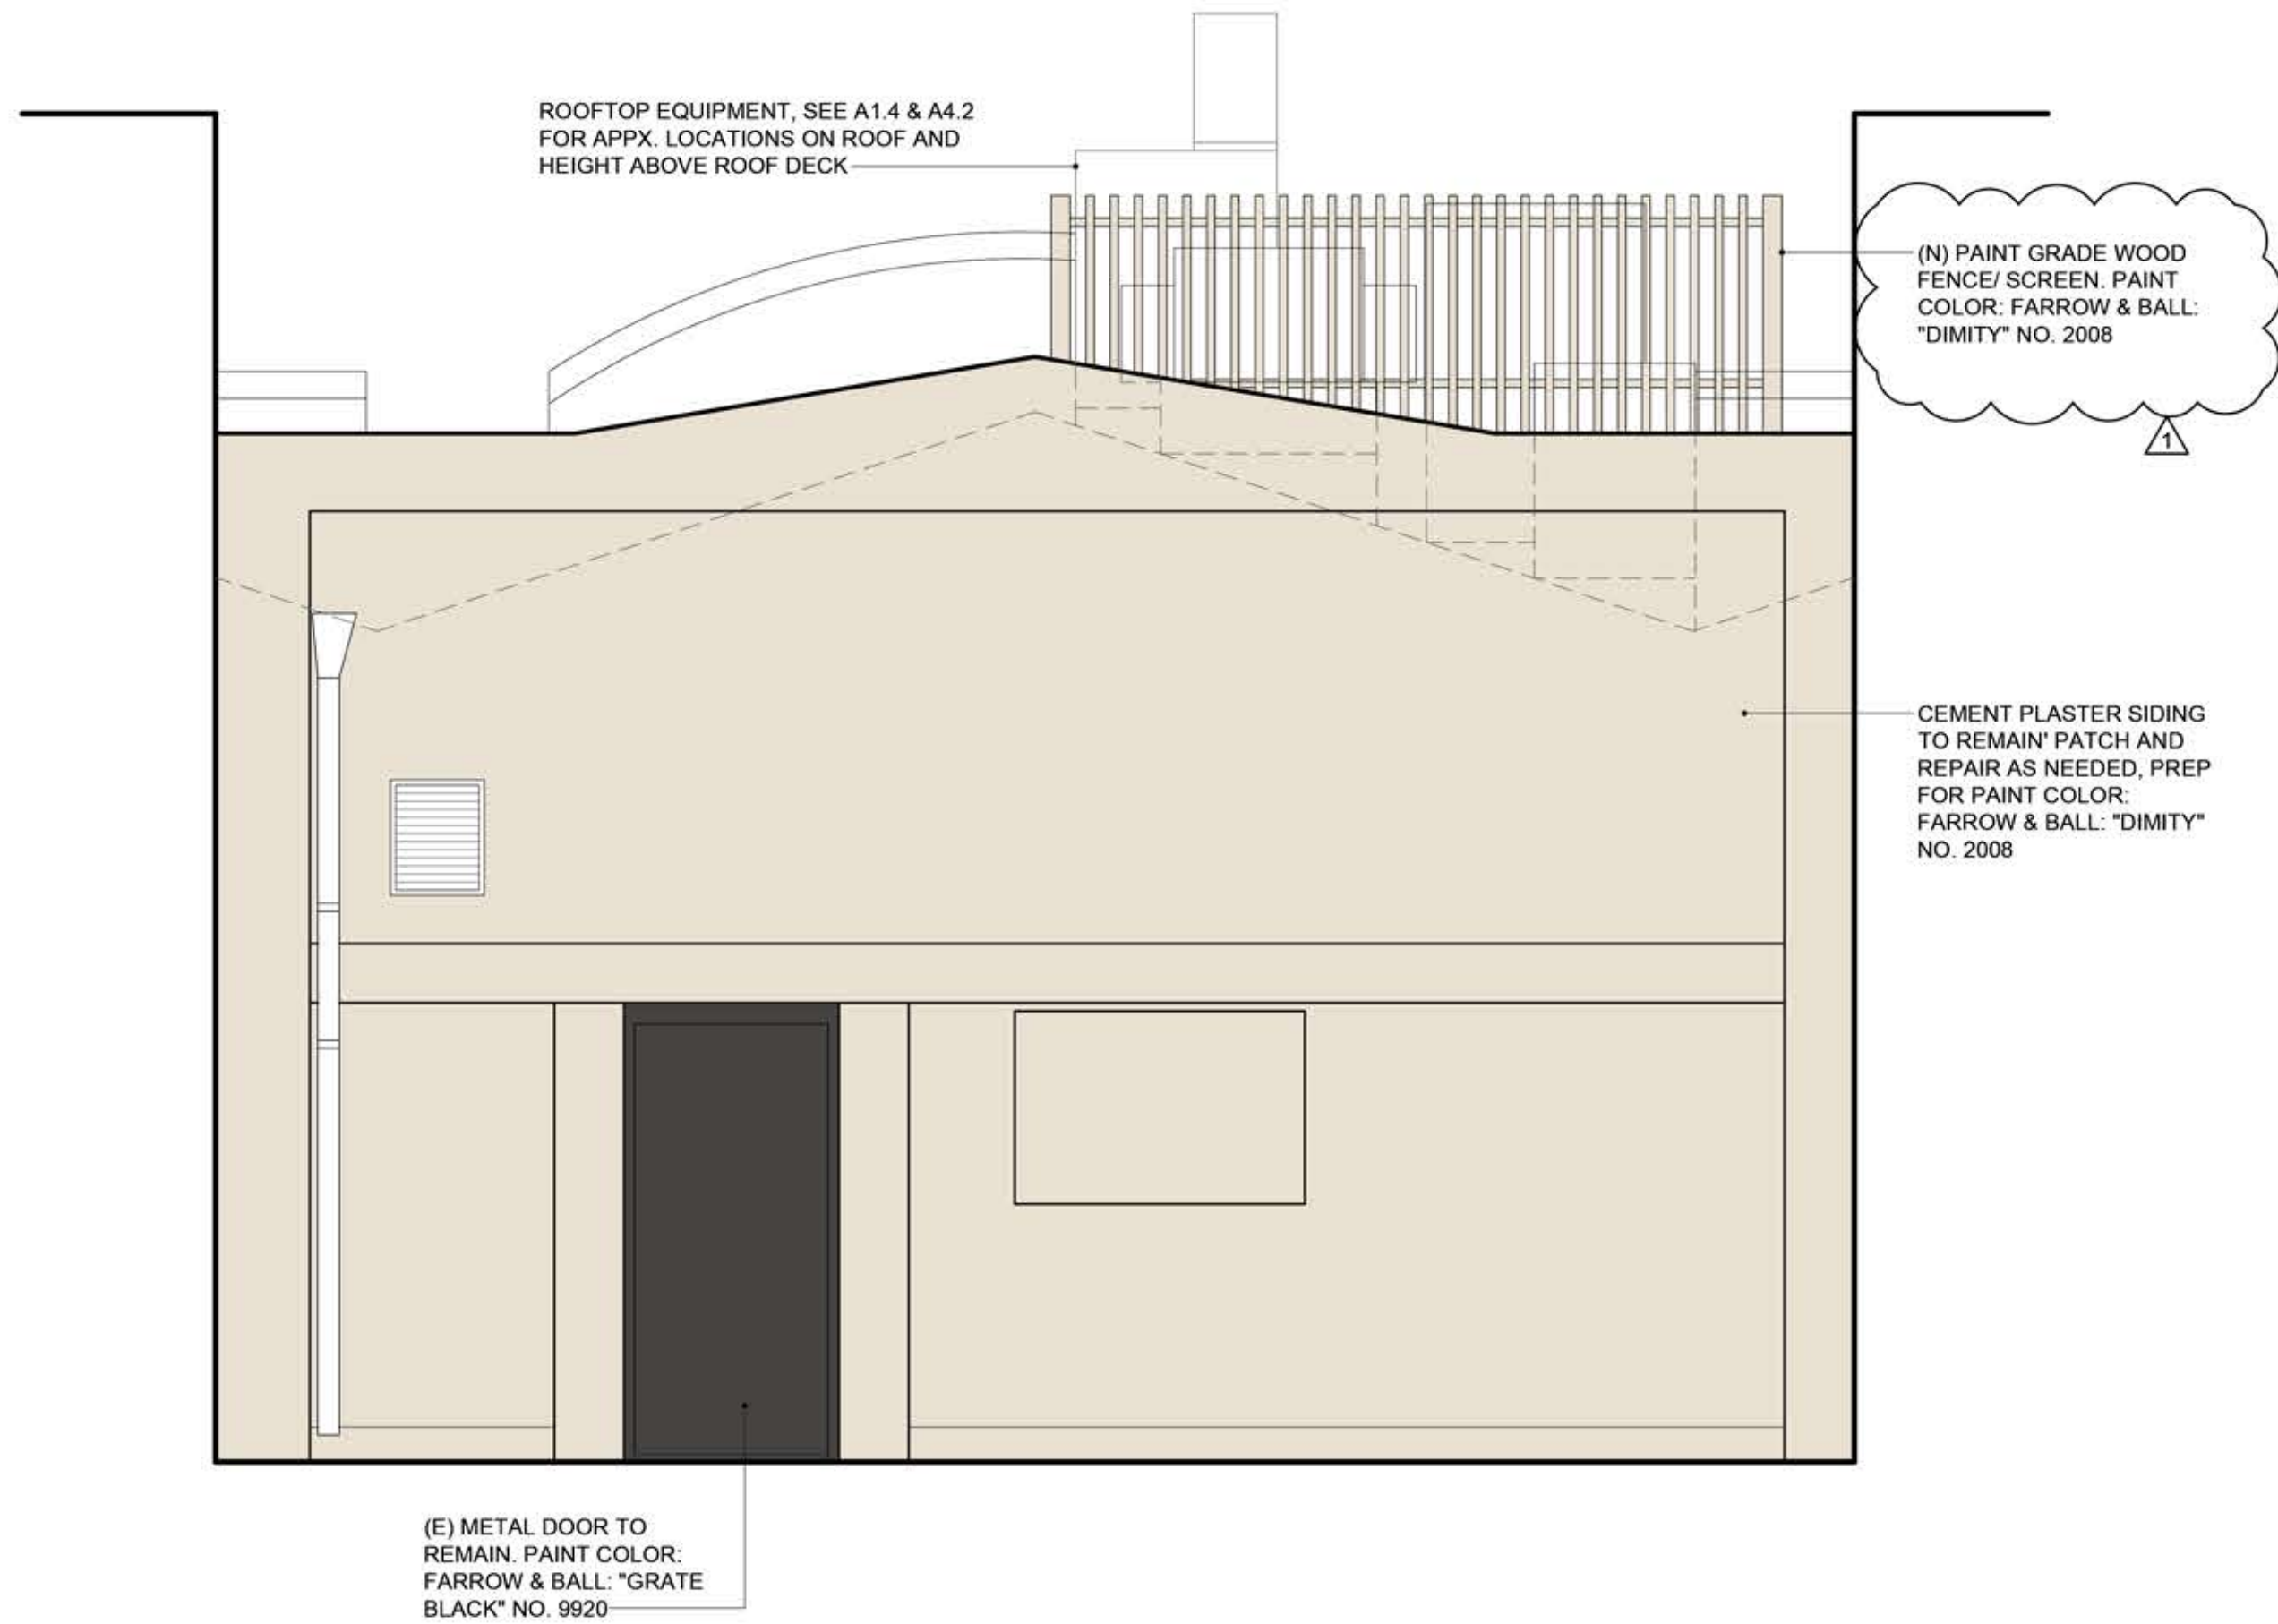 ROOFTOP EQUIPMENT, SEE A1.4 & A4.2
FOR APPX. LOCATIONS ON ROOF AND
HEIGHT ABOVE ROOF DECK
(N) PAINT GRADE WOOD
FENCE/ SCREEN. PAINT
COLOR: FARROW & BALL:
"DIMITY" NO. 2008
1
CEMENT PLASTER SIDING
TO REMAIN' PATCH AND
REPAIR AS NEEDED, PREP
FOR PAINT COLOR:
FARROW & BALL: "DIMITY"
NO. 2008
(E) METAL DOOR TO
REMAIN. PAINT COLOR:
FARROW & BALL: "GRATE
BLACK" NO. 9920